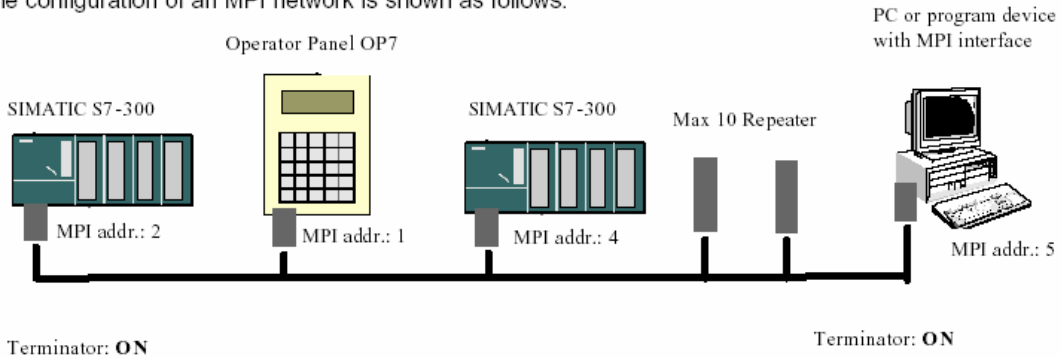 he configuration of an MPI network is shown as follows:
PC or program device
with MPI interface
Operator Panel OP7
SIMATIC S7-300
SIMATIC S7-300
Max 10 Repeater
MPI addr.: 2
MPI addr.: 1
MPI addr.: 4
MPI addr.: 5
Terminator: ON
Terminator: ON